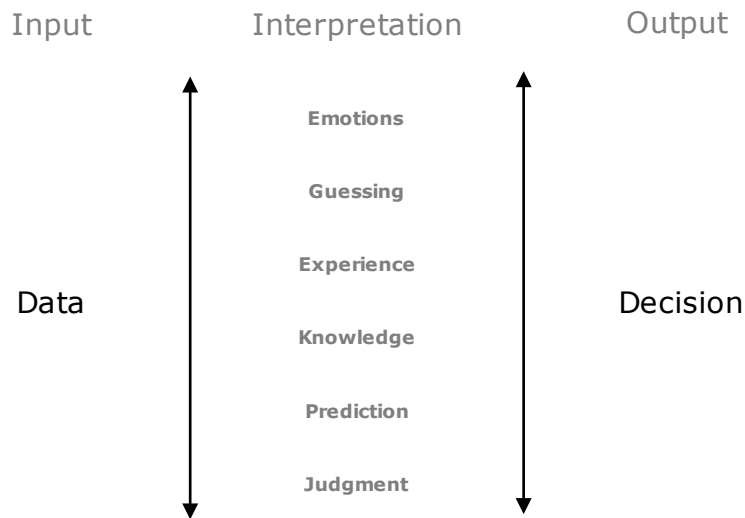 Input
Interpretation
Output
Emotions
Guessing
Experience
Data
Decision
Knowledge
Prediction
Judgment